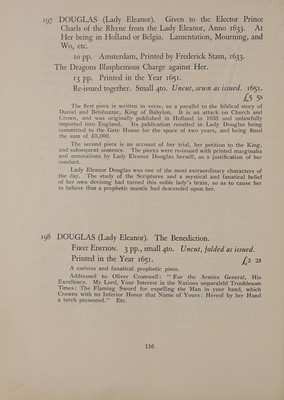 197 DOUGLAS (Lady Eleanor). Given to the Elector Prince
Charls of the Rhyne from the Lady Eleanor, Anno 1633. At
Her being in Holland or Belgia. Lamentation, Mourning, and
Wo, etc.
10 pp. Amsterdam, Printed by Frederick Stam, 1633.
The Dragons Blasphemous Charge against Her.
13 pp. Printed in the Year 1651.
Re-issued together. Small 4to. Uncut, sewn as issued. 1651.
£5 5s
The first piece is written in verse, as a parallel to the biblical story of
Daniel and Belshazzer, King of Babylon. It is an attack on Church and
Crown, and was originally published in Holland in 1633 and unlawfully
imported into England. Its publication resulted in Lady Douglas being
committed to the Gate House for the space of two years, and being fined
the sum of £3,000.
The second piece is an account of her trial, her petition to the King,
and subsequent sentence. The pieces were re-issued with printed marginalia
and annotations by Lady Eleanor Douglas herself, as a justification of her
conduct.
Lady Eleanor Douglas was one of the most extraordinary characters of
the day. The study of the Scriptures and a mystical and fanatical belief
of her own devising had turned this noble lady's brain, so as to cause her
to believe that a prophetic mantle had descended upon her.
198 DOUGLAS (Lady Eleanor). The Benediction.
FIRST EDITION. 3 pp., small 4to. Uncut, folded as issued.
Printed in the Year 1651. £2 2s
A curious and fanatical prophetic piece.
Addressed to Oliver Cromwell: "For the Armies General, His
Excellency. My Lord, Your Interest in the Nations unparaleld Troublesom
Times: The Flaming Sword for expelling the Man in your hand, which
Crowns with no Inferior Honor that Name of Yours: Hereof by her Hand
a torch presented." Etc.
116